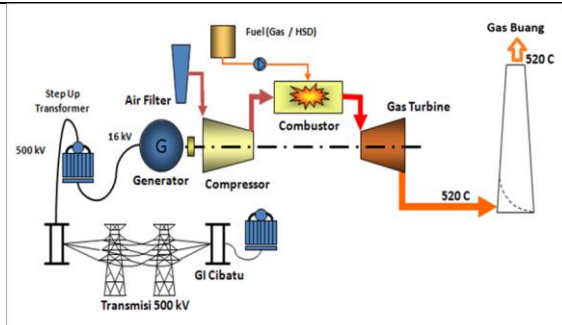 Gas Buang
520 C
Fuel (Gas / HSD)
Step Up
Transformer
Air Filter
Gas Turbine
500 kV
16 kV
G
Combustor
Generator
Compressor
520 C
GI Cibatu
Transmisi 500 kV